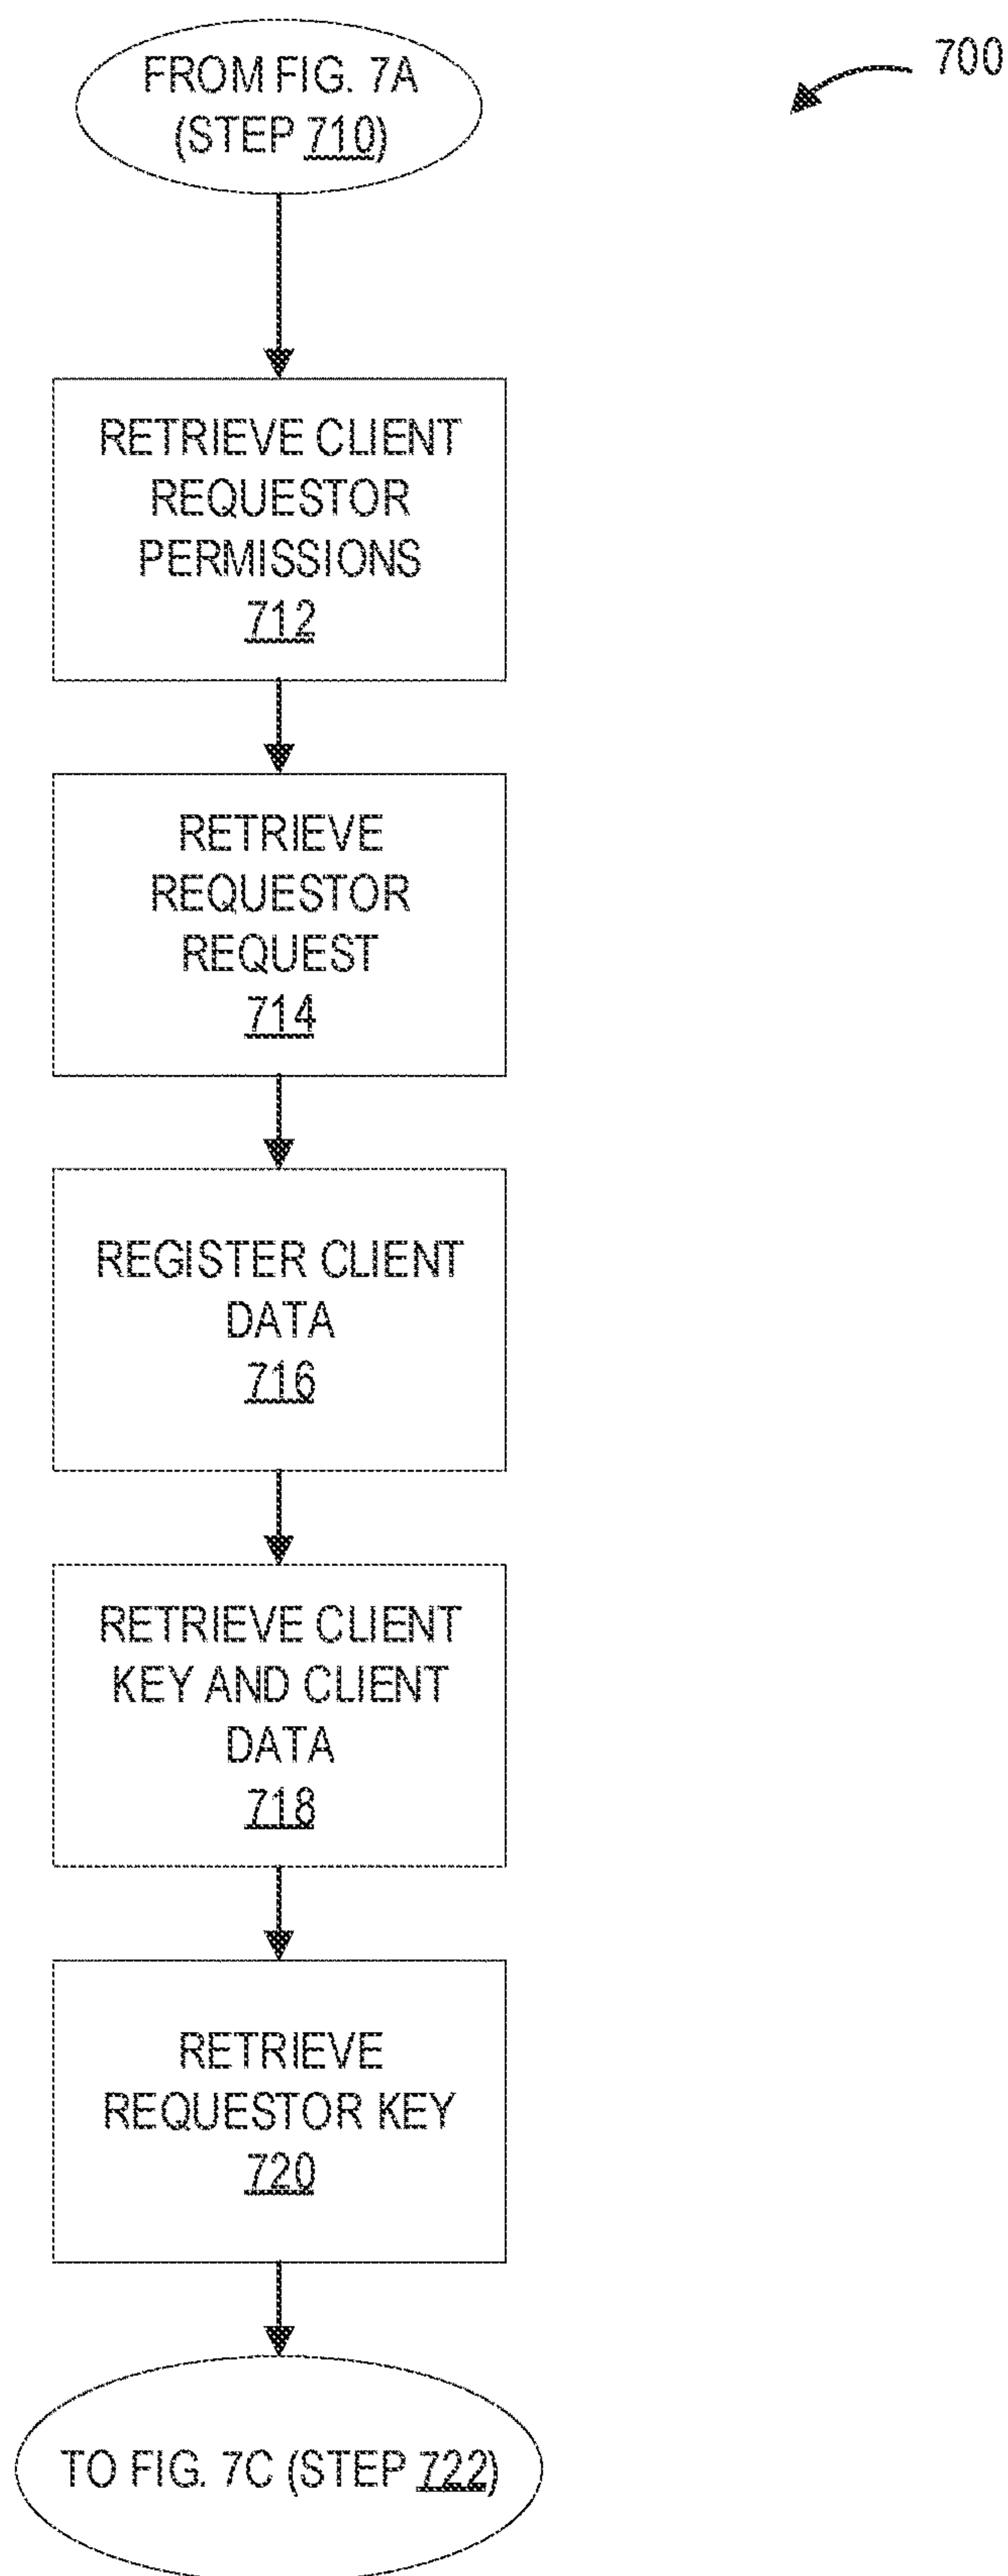 FROM FIG. 7A
(STEP 710)
700
RETRIEVE CLIENT
REQUESTOR
PERMISSIONS
712
RETRIEVE
REQUESTOR
REQUEST
714
REGISTER CLIENT
DATA
716
RETRIEVE CLIENT
KEY AND CLIENT
DATA
718
RETRIEVE
REQUESTOR KEY
720
TO FIG. 7C (STEP 722)